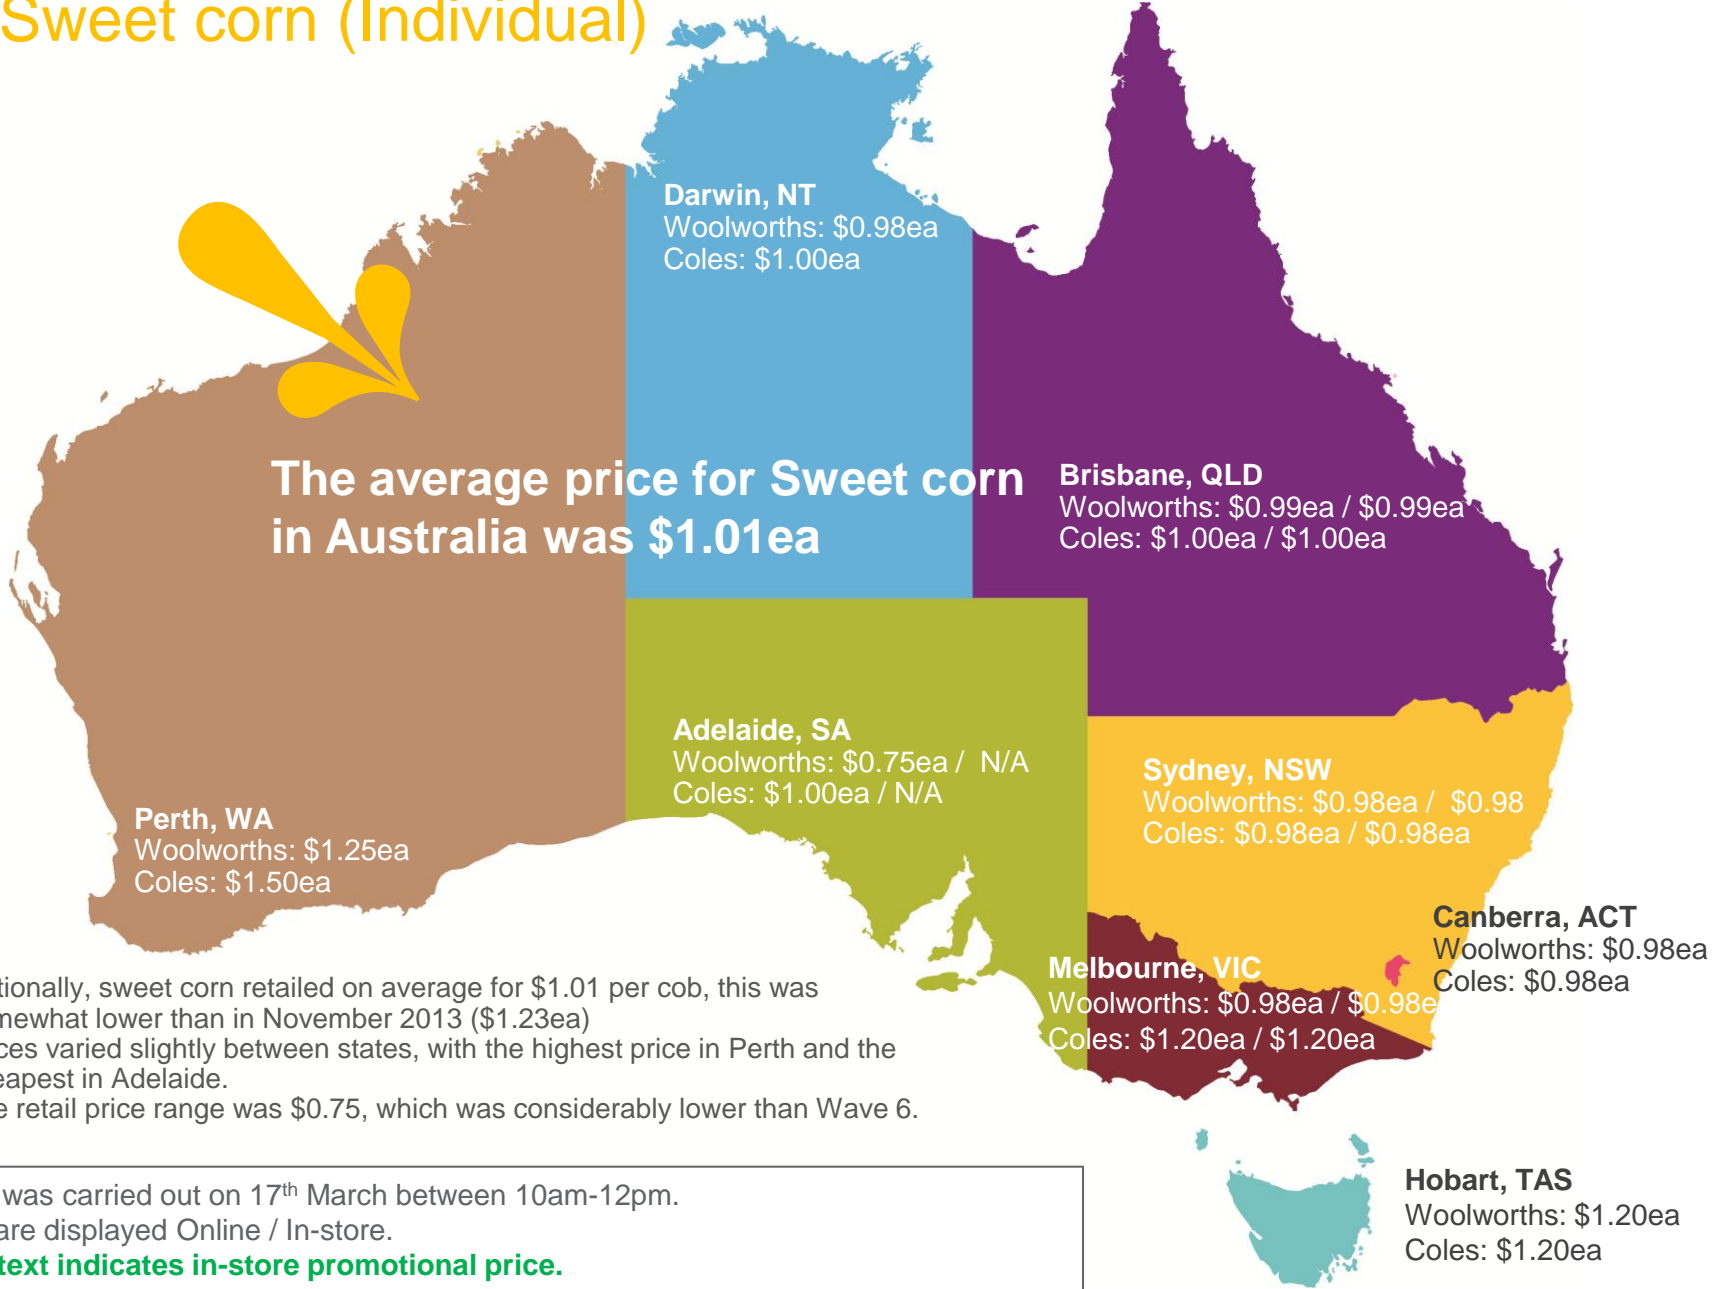 Sweet corn (Individual)
Darwin, NT
Woolworths: $0.98ea
Coles: $1.00ea
The average price for Sweet corn
in Australia was $1.01ea
Brisbane, QLD
Woolworths: $0.99ea / $0.99ea
Coles: $1.00ea / $1.00ea
Adelaide, SA
Woolworths: $0.75ea / N/A
Coles: $1.00ea / N/A
Sydney, NSW
Woolworths: $0.98ea / $0.98
Coles: $0.98ea / $0.98ea
Perth, WA
Woolworths: $1.25ea
Coles: $1.50ea
Canberra, ACT
Woolworths: $0.98ea
Coles: $0.98ea
Melbourne, VIC
Woolworths: $0.98ea / $0.98e
Coles: $1.20ea / $1.20ea
tionally, sweet corn retailed on average for $1.01 per cob, this was
mewhat lower than in November 2013 ($1.23ea)
ces varied slightly between states, with the highest price in Perth and the
eapest in Adelaide.
e retail price range was $0.75, which was considerably lower than Wave 6.
was carried out on 17th March between 10am-12pm.
are displayed Online / In-store.
text indicates in-store promotional price.
Hobart, TAS
Woolworths: $1.20ea
Coles: $1.20ea